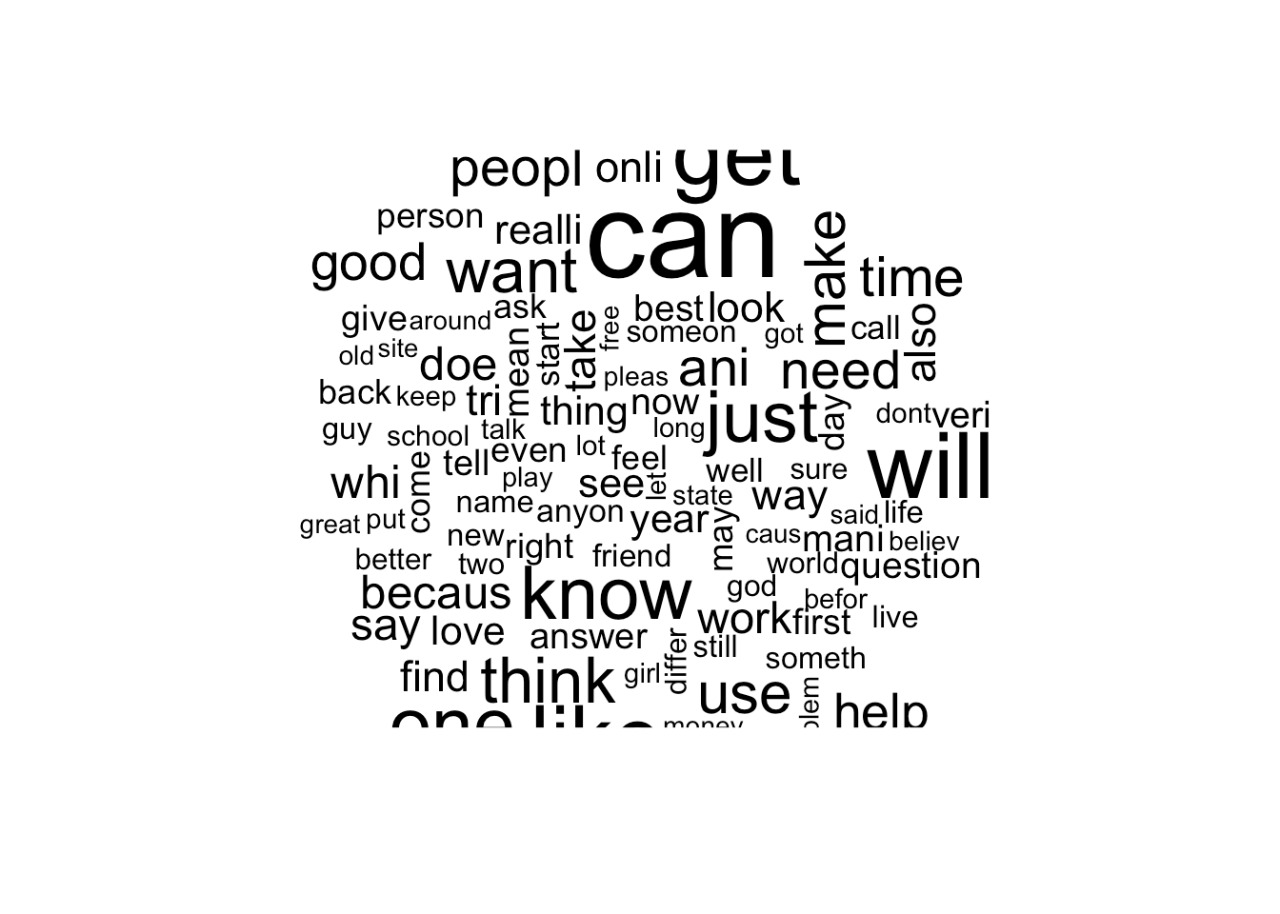 peopl onli get
person realli can make
good want time
give around ask free best look also
old site mean start take someon got call
doe pleas ani need
back keep tri thing now just day dont veri
guy school talk even lot feel long will
whi come tell play see let well sure
great put name anyon year state way said life
new right friend may caus mani believ
better two world question
becaus know god befor
say love answer differ still work first live
find think girl use someth help
one like money